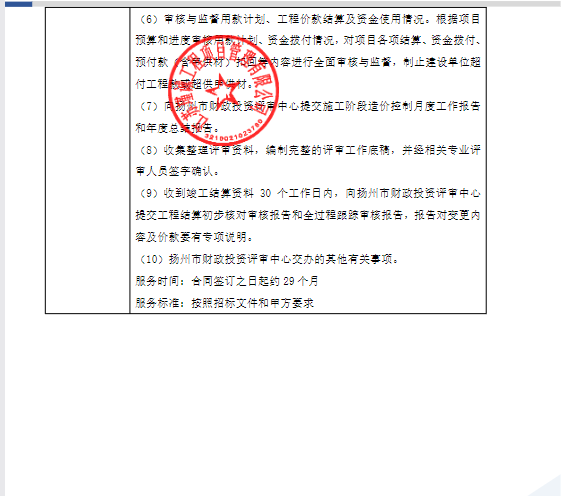 （6）审核与监督用款计划、工程价款结算及资金使用情况。根据项目
预算和进度审核用款计划、资金拨付情况，对项目各项结算、资金拨付、
预付款（含甲供材）扣回等内容进行全面审核与监督，制止建设单位超
付工程款或超供甲供材。
（7）向扬州市财政投资评审中心提交施工阶段造价控制月度工作报告
和年度总结报告。
（8）收集整理评审资料，编制完整的评审工作底稿，并经相关专业评
审人员签字确认。
（9）收到竣工结算资料 30 个工作日内，向扬州市财政投资评审中心
提交工程结算初步核对审核报告和全过程跟踪审核报告，报告对变更内
容及价款要有专项说明。
（10）扬州市财政投资评审中心交办的其他有关事项。
服务时间：合同签订之日起约 29 个月
服务标准：按照招标文件和甲方要求
工程项目管理有限公司
3210021023780